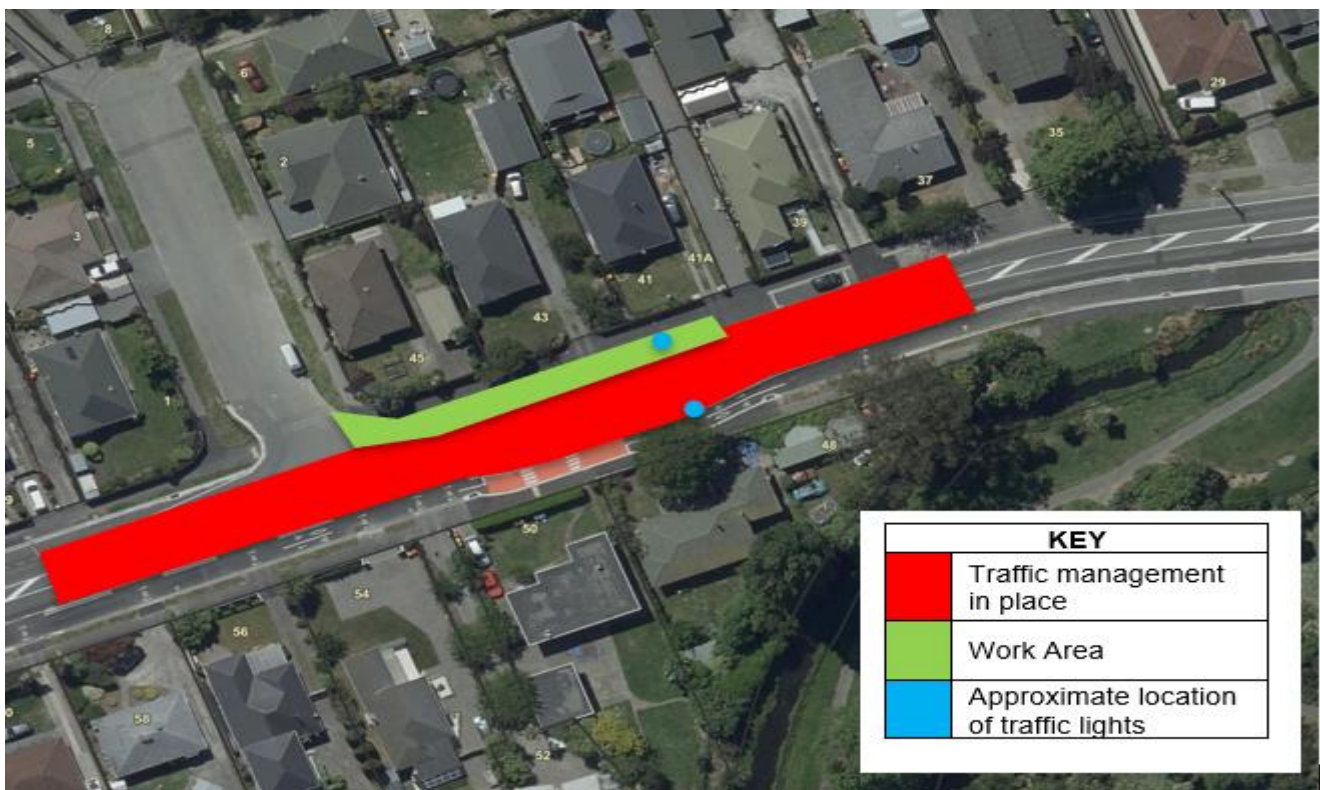 8
6
5
2
29
35
37
3
39
41A
41
43
45
1
48
50
54
56
58
52
KEY
Traffic management
in place
Work Area
Approximate location
of traffic lights